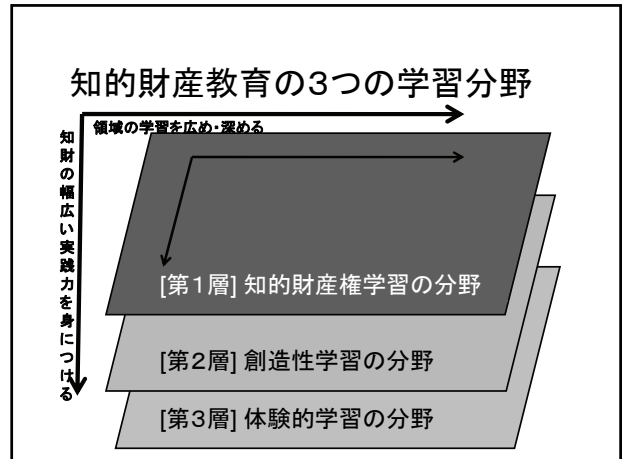 知的財産教育の3つの学習分野
領域の学習を広め・深める
知財の幅広い実践力を身につける
[第1層] 知的財産権学習の分野
[第2層] 創造性学習の分野
[第3層] 体験的学習の分野